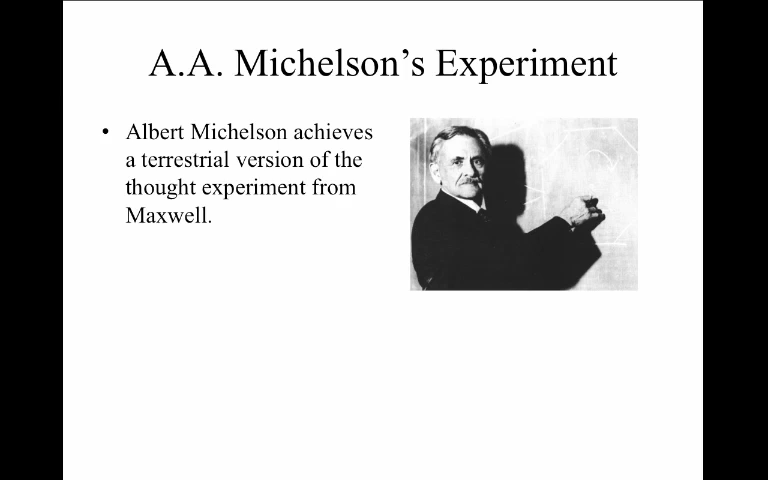 A.A. Michelson’s Experiment
• Albert Michelson achieves
a terrestrial version of the
thought experiment from
Maxwell.